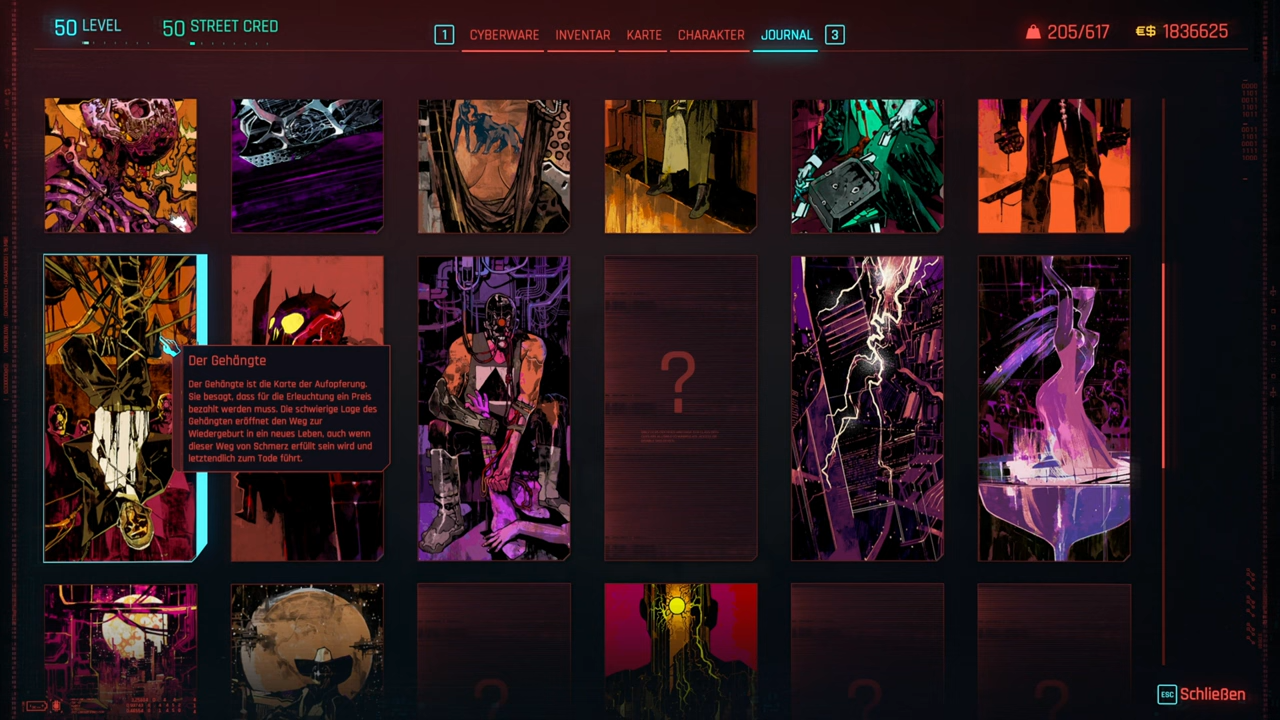 50 LEVEL
50 STREET CRED
1 CYBERWARE INVENTAR KARTE CHARAKTER JOURNAL 3
205/617
€$ 1836625
Der Gehängte
Der Gehängte ist die Karte der Aufopferung.
Sie besagt, dass für die Erleuchtung ein Preis
bezahlt werden muss. Die schwierige Lage des
Gehängten eröffnet den Weg zur
Wiedergeburt in ein neues Leben, auch wenn
dieser Weg von Schmerz erfüllt sein wird und
letztendlich zum Tode führt.
?
?
?
?
ESC Schließen